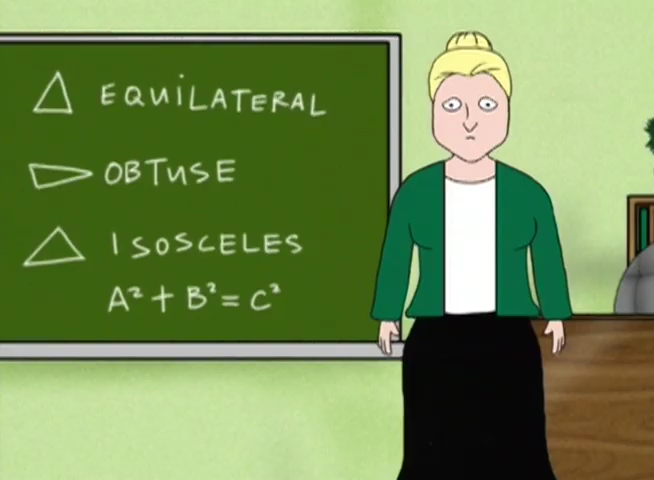 EQUILATERAL
OBTUSE
ISOSCELES
A² + B² = C²